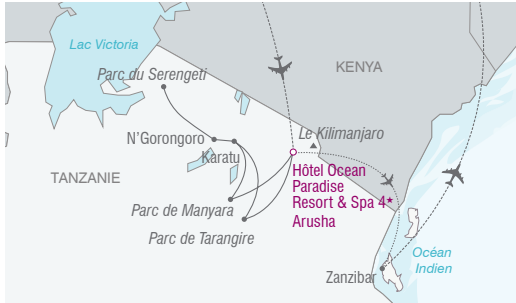 Lac Victoria
Parc du Serengeti
KENYA
N'Gorongoro
Le Kilimanjaro
Karatu
TANZANIE
Hôtel Ocean
Paradise
Resort & Spa 4★
Arusha
Parc de Manyara
Parc de Tarangire
Océan
Indien
Zanzibar